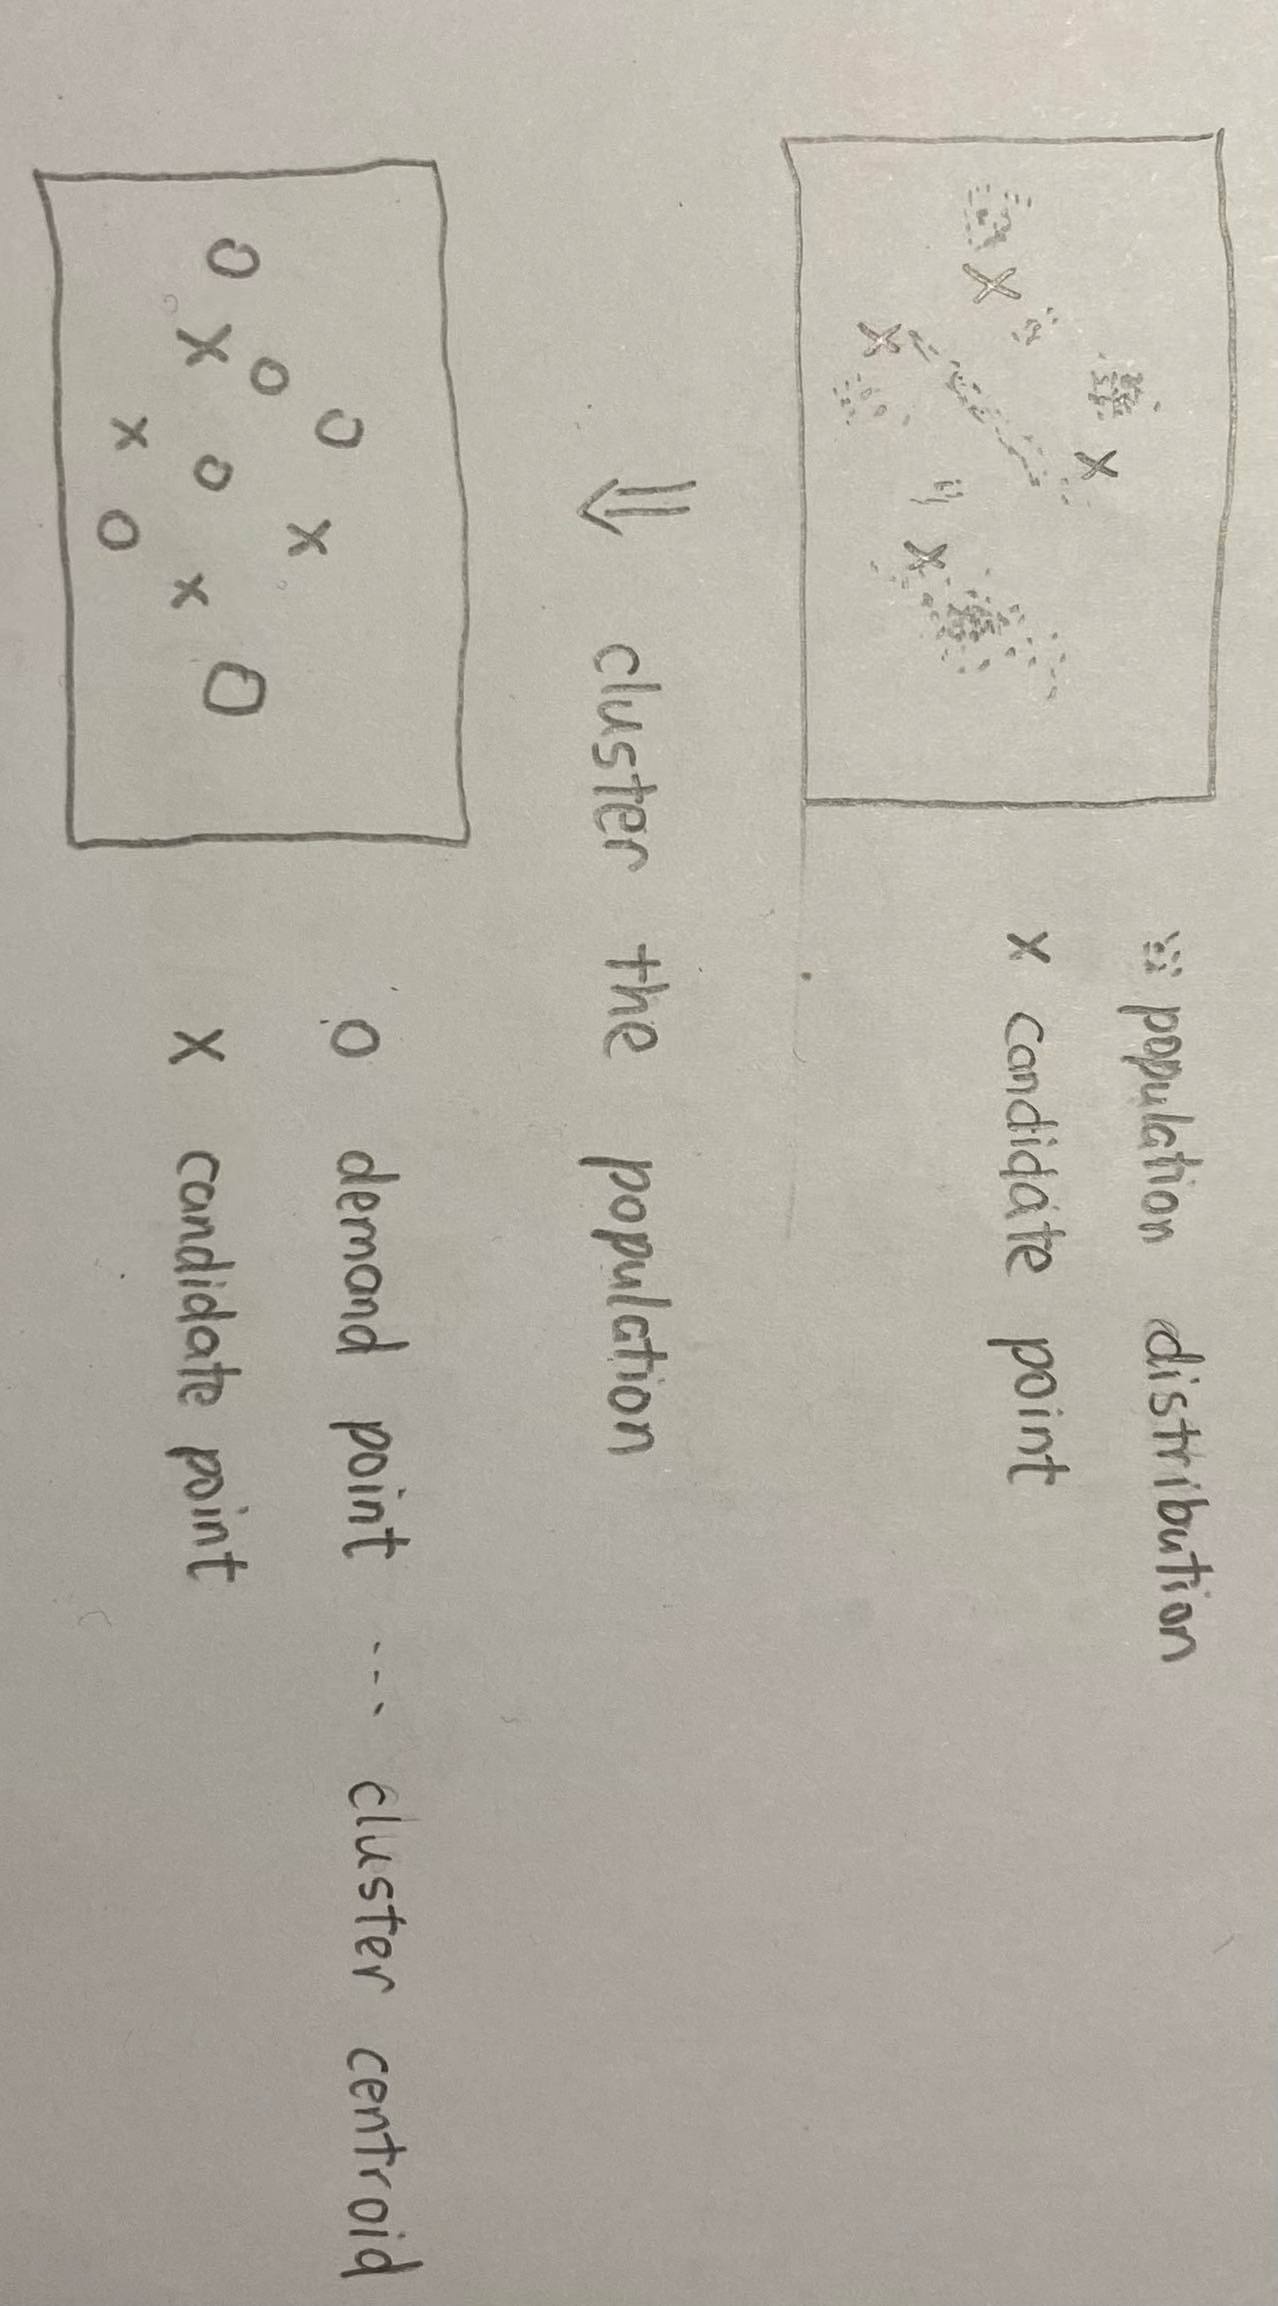 population distribution
x candidate point
cluster the population
o demand point ... cluster centroid
x candidate point